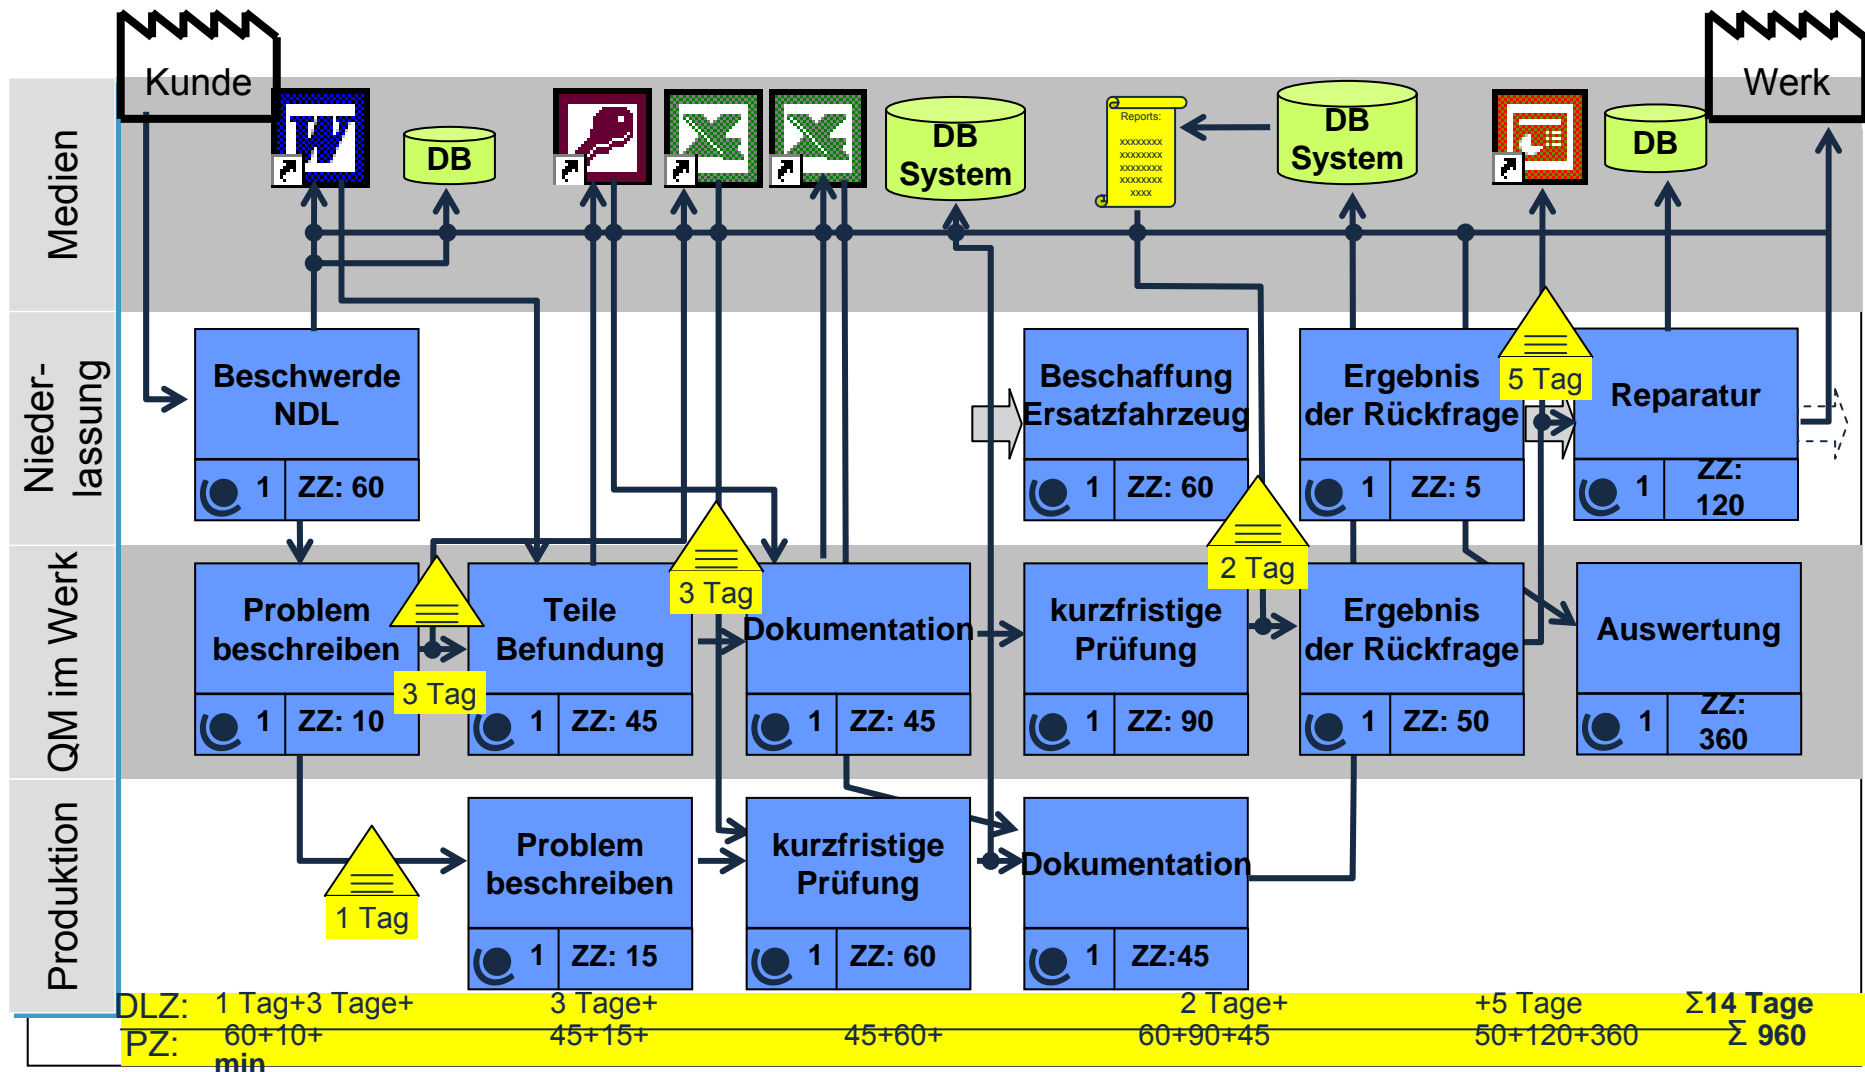 Kunde
Werk
Medien
W
DB
DB
System
Reports:
xxxxxxxx
xxxxxxxx
xxxxxxxx
xxxxxxxx
xxxx
DB
System
DB
Nieder-
lassung
Beschwerde
NDL
1 ZZ: 60
Beschaffung
Ersatzfahrzeug
1 ZZ: 60
Ergebnis
der Rückfrage
1 ZZ: 5
5 Tag
Reparatur
1 ZZ:
120
QM im Werk
Problem
beschreiben
1 ZZ: 10
3 Tag
Teile
Befundung
1 ZZ: 45
3 Tag
Dokumentation
1 ZZ: 45
kurzfristige
Prüfung
1 ZZ: 90
2 Tag
Ergebnis
der Rückfrage
1 ZZ: 50
Auswertung
1 ZZ:
360
Produktion
1 Tag
Problem
beschreiben
1 ZZ: 15
kurzfristige
Prüfung
1 ZZ: 60
Dokumentation
1 ZZ:45
DLZ: 1 Tag+3 Tage+ 3 Tage+ 2 Tage+ +5 Tage Σ14 Tage
PZ: 60+10+ 45+15+ 45+60+ 60+90+45 50+120+360 Σ 960
min